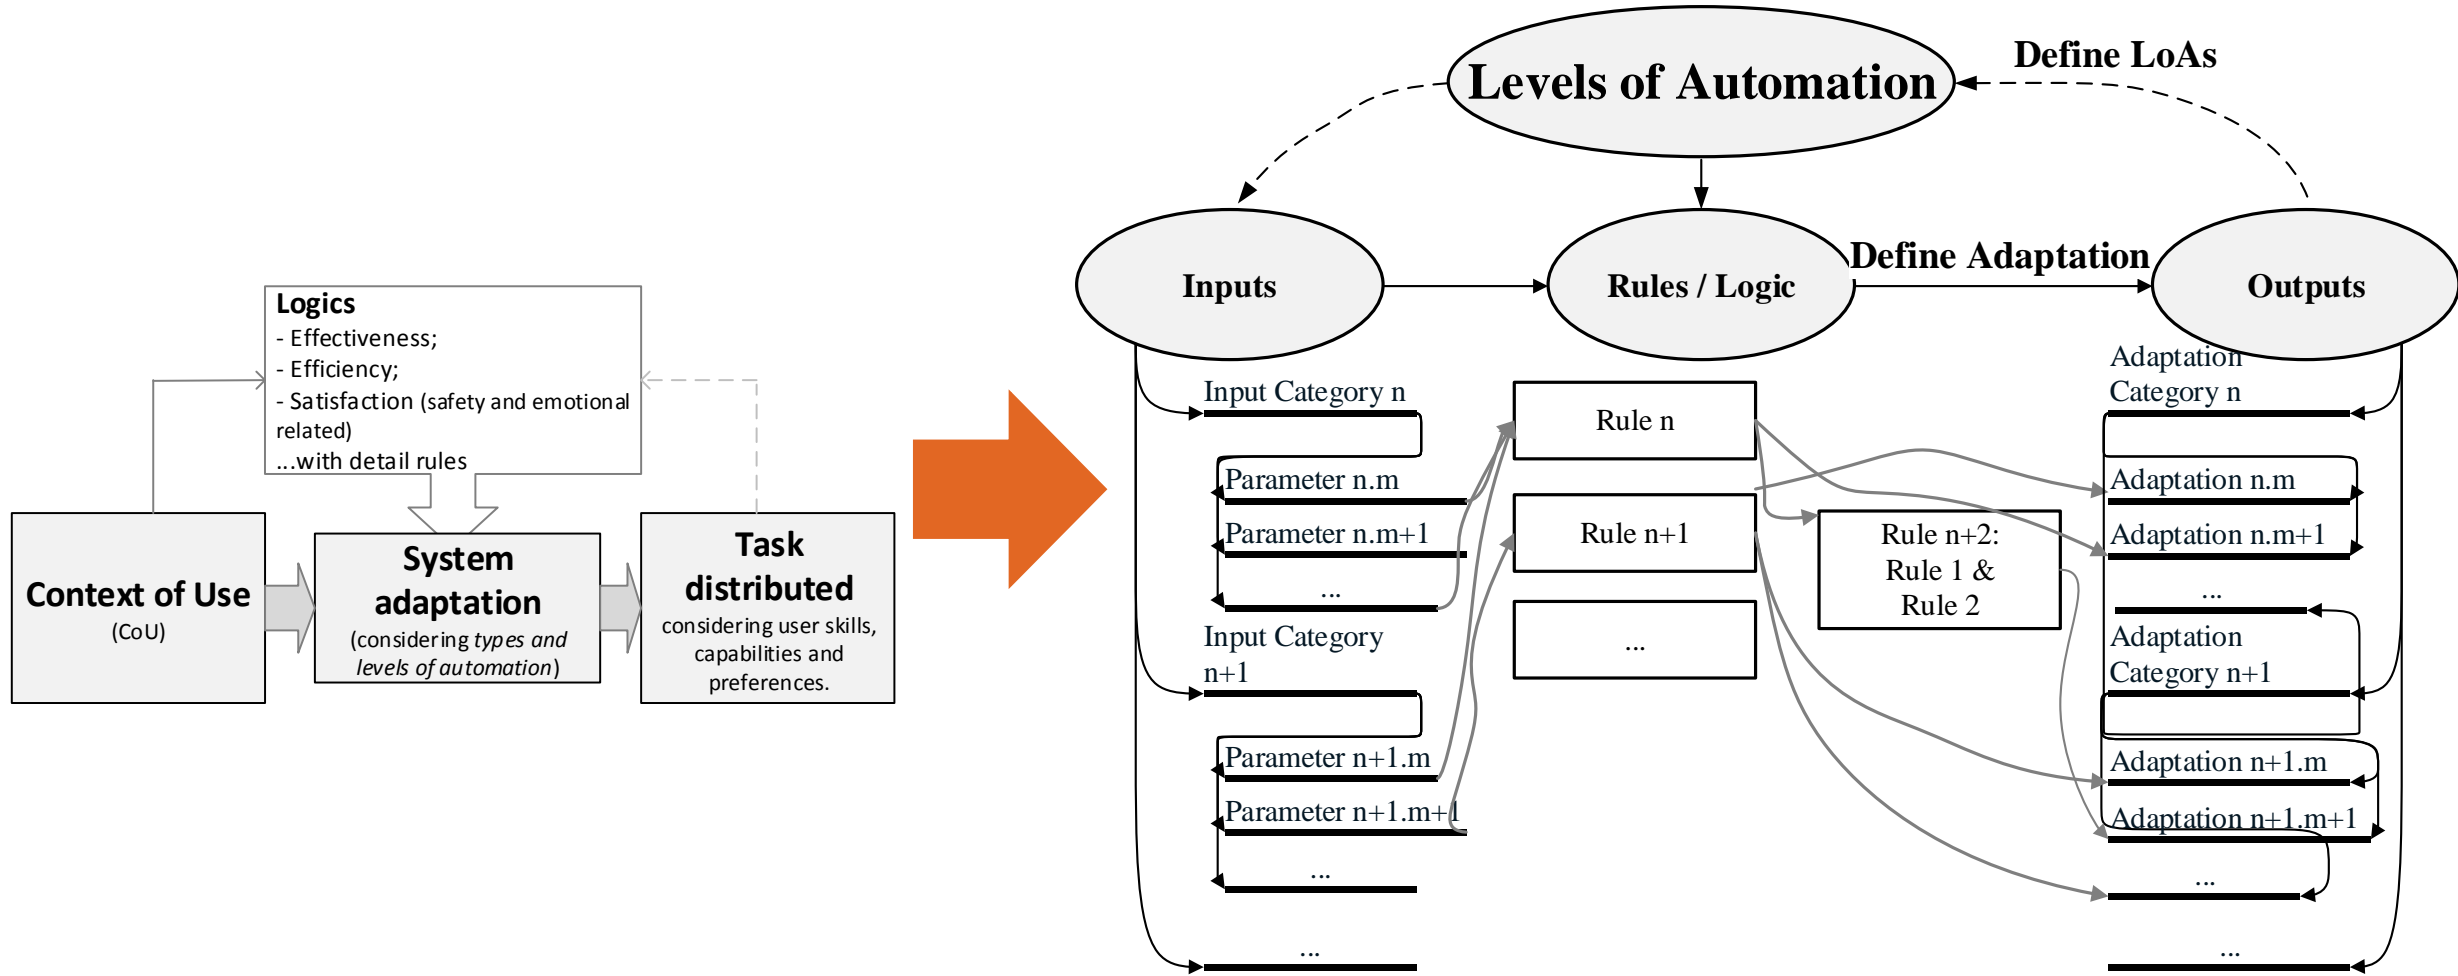 Logics
- Effectiveness;
- Efficiency;
- Satisfaction (safety and emotional
related)
...with detail rules
Context of Use
(CoU)
System
adaptation
(considering types and
levels of automation)
Task
distributed
considering user skills,
capabilities and
preferences.
Levels of Automation
Define LoAs
Inputs
Rules / Logic
Define Adaptation
Outputs
Input Category n
Parameter n.m
Parameter n.m+1
...
Input Category
n+1
Parameter n+1.m
Parameter n+1.m+1
...
...
Rule n
Rule n+1
...
Rule n+2:
Rule 1 &
Rule 2
Adaptation
Category n
Adaptation n.m
Adaptation n.m+1
...
Adaptation
Category n+1
Adaptation n+1.m
Adaptation n+1.m+1
...
...